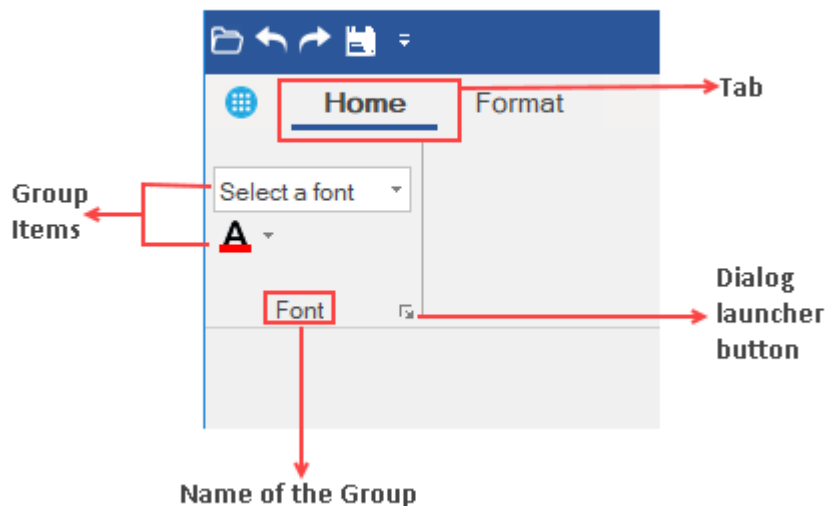 Home Format
Tab
Group
Items
Select a font
A
Font
Dialog
launcher
button
Name of the Group